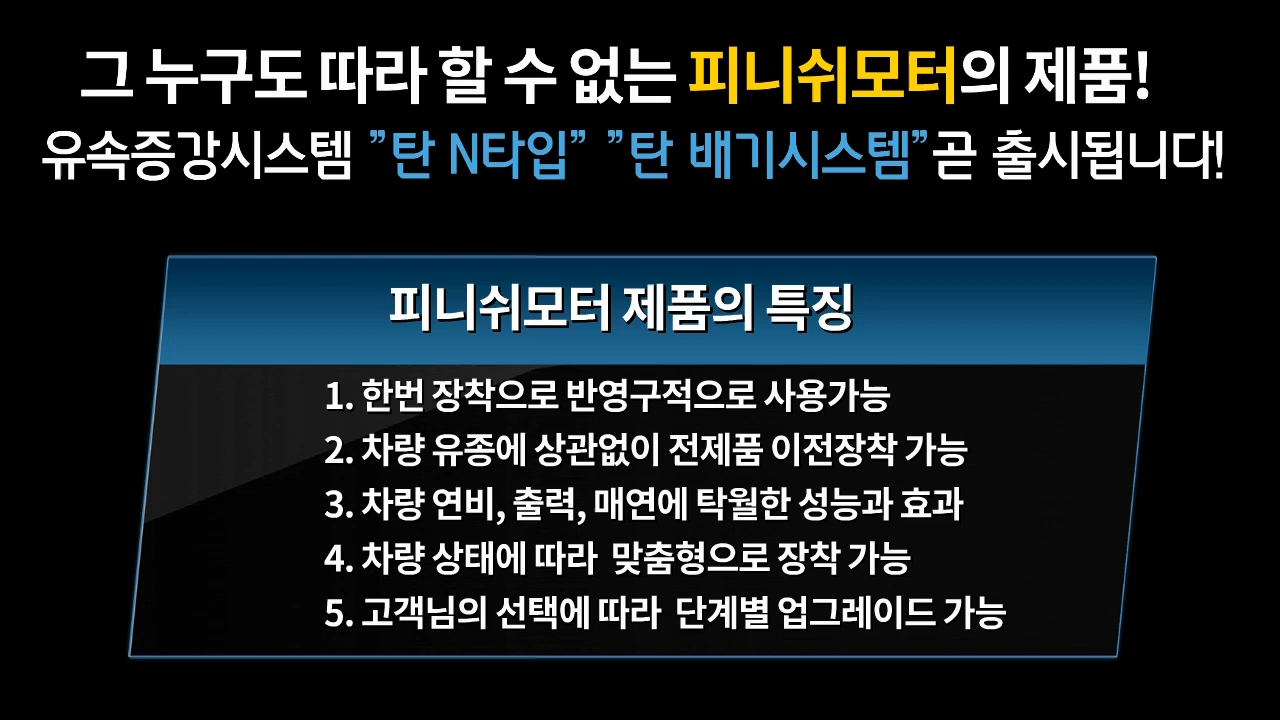 그 누구도 따라 할 수 없는 피니쉬모터의 제품!
유속증강시스템 ”탄 N타입” ”탄 배기시스템”곧 출시됩니다!
피니쉬모터 제품의 특징
1. 한번 장착으로 반영구적으로 사용가능
2. 차량 유종에 상관없이 전제품 이전장착 가능
3. 차량 연비, 출력, 매연에 탁월한 성능과 효과
4. 차량 상태에 따라 맞춤형으로 장착 가능
5. 고객님의 선택에 따라 단계별 업그레이드 가능